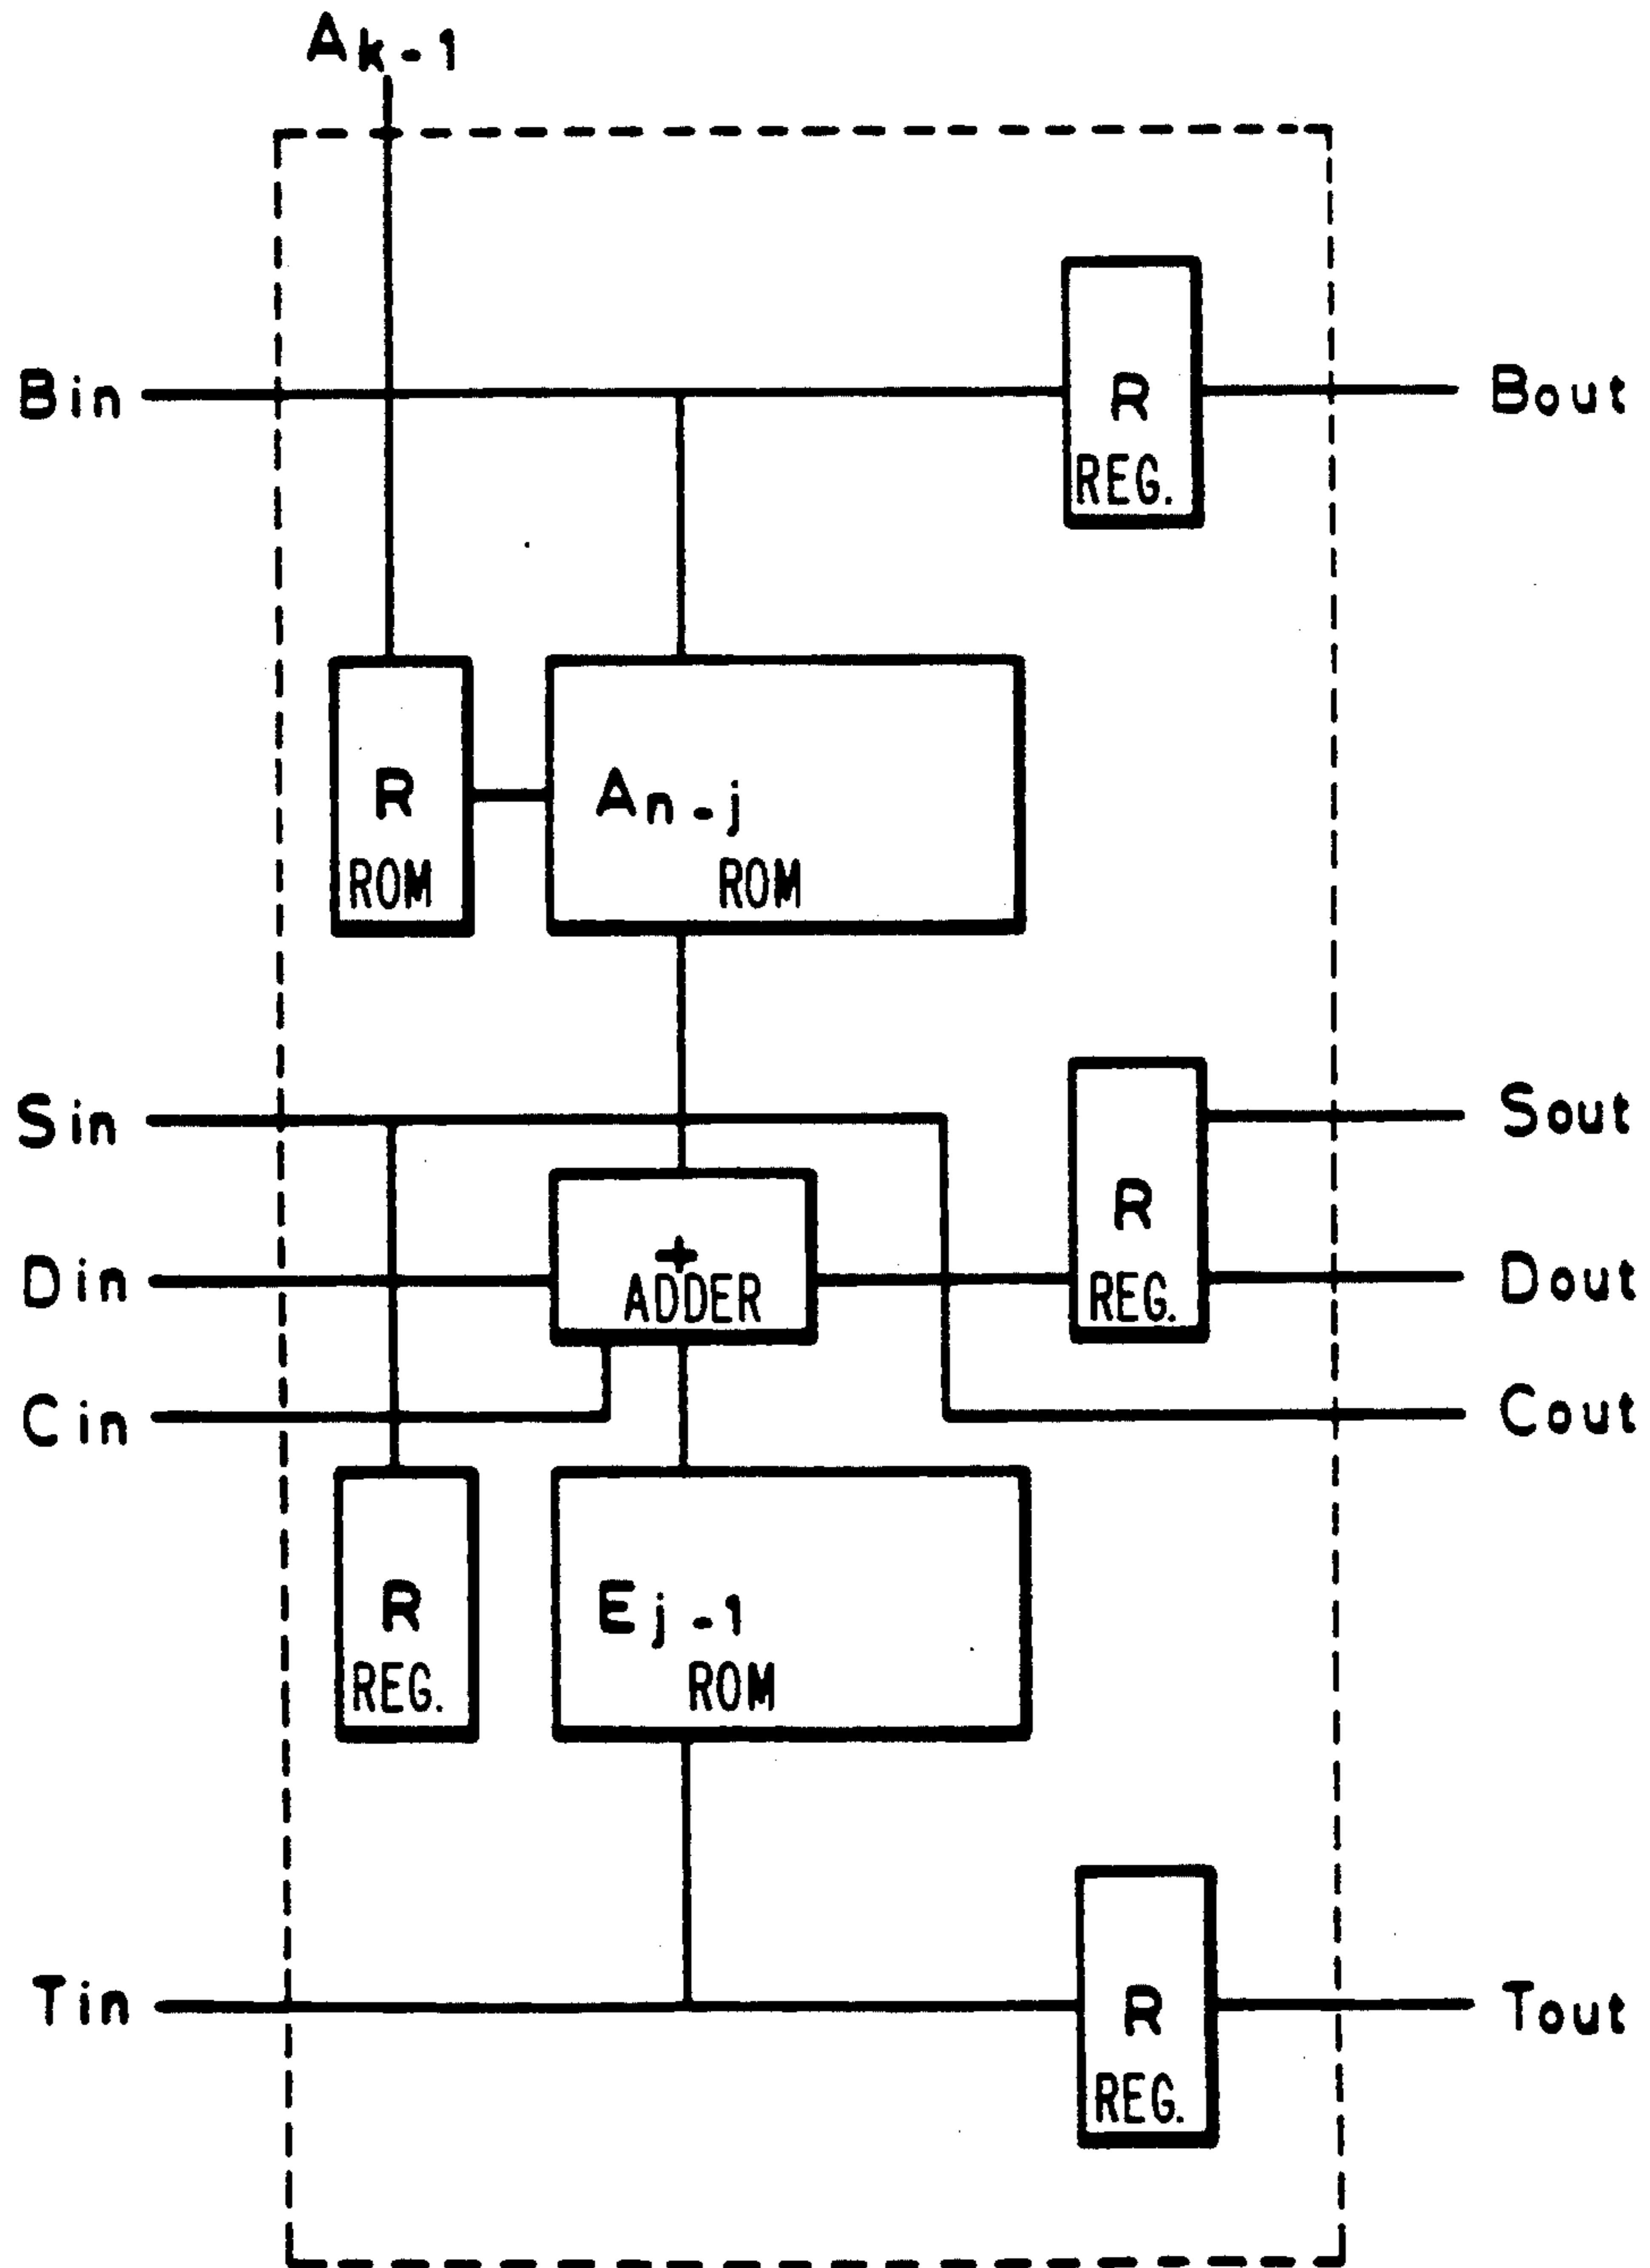 Ak-1
Bin
R
REG.
Bout
R
ROM
An-j
ROM
Sin
Sout
R
REG.
Din
+
ADDER
Dout
Cin
Cout
R
REG.
Ej-1
ROM
Tin
R
REG.
Tout